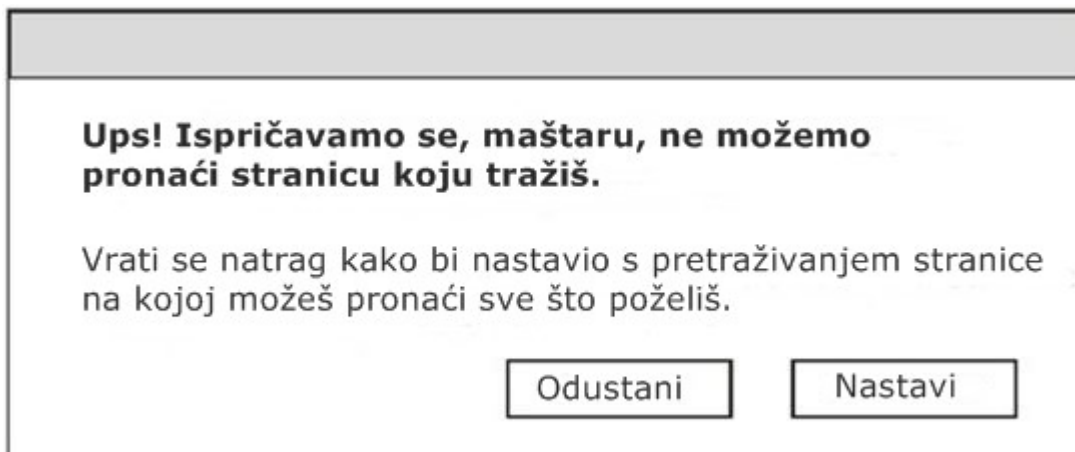 Ups! Ispričavamo se, maštaru, ne možemo
pronaći stranicu koju tražiš.
Vrati se natrag kako bi nastavio s pretraživanjem stranice
na kojoj možeš pronaći sve što poželiš.
Odustani
Nastavi